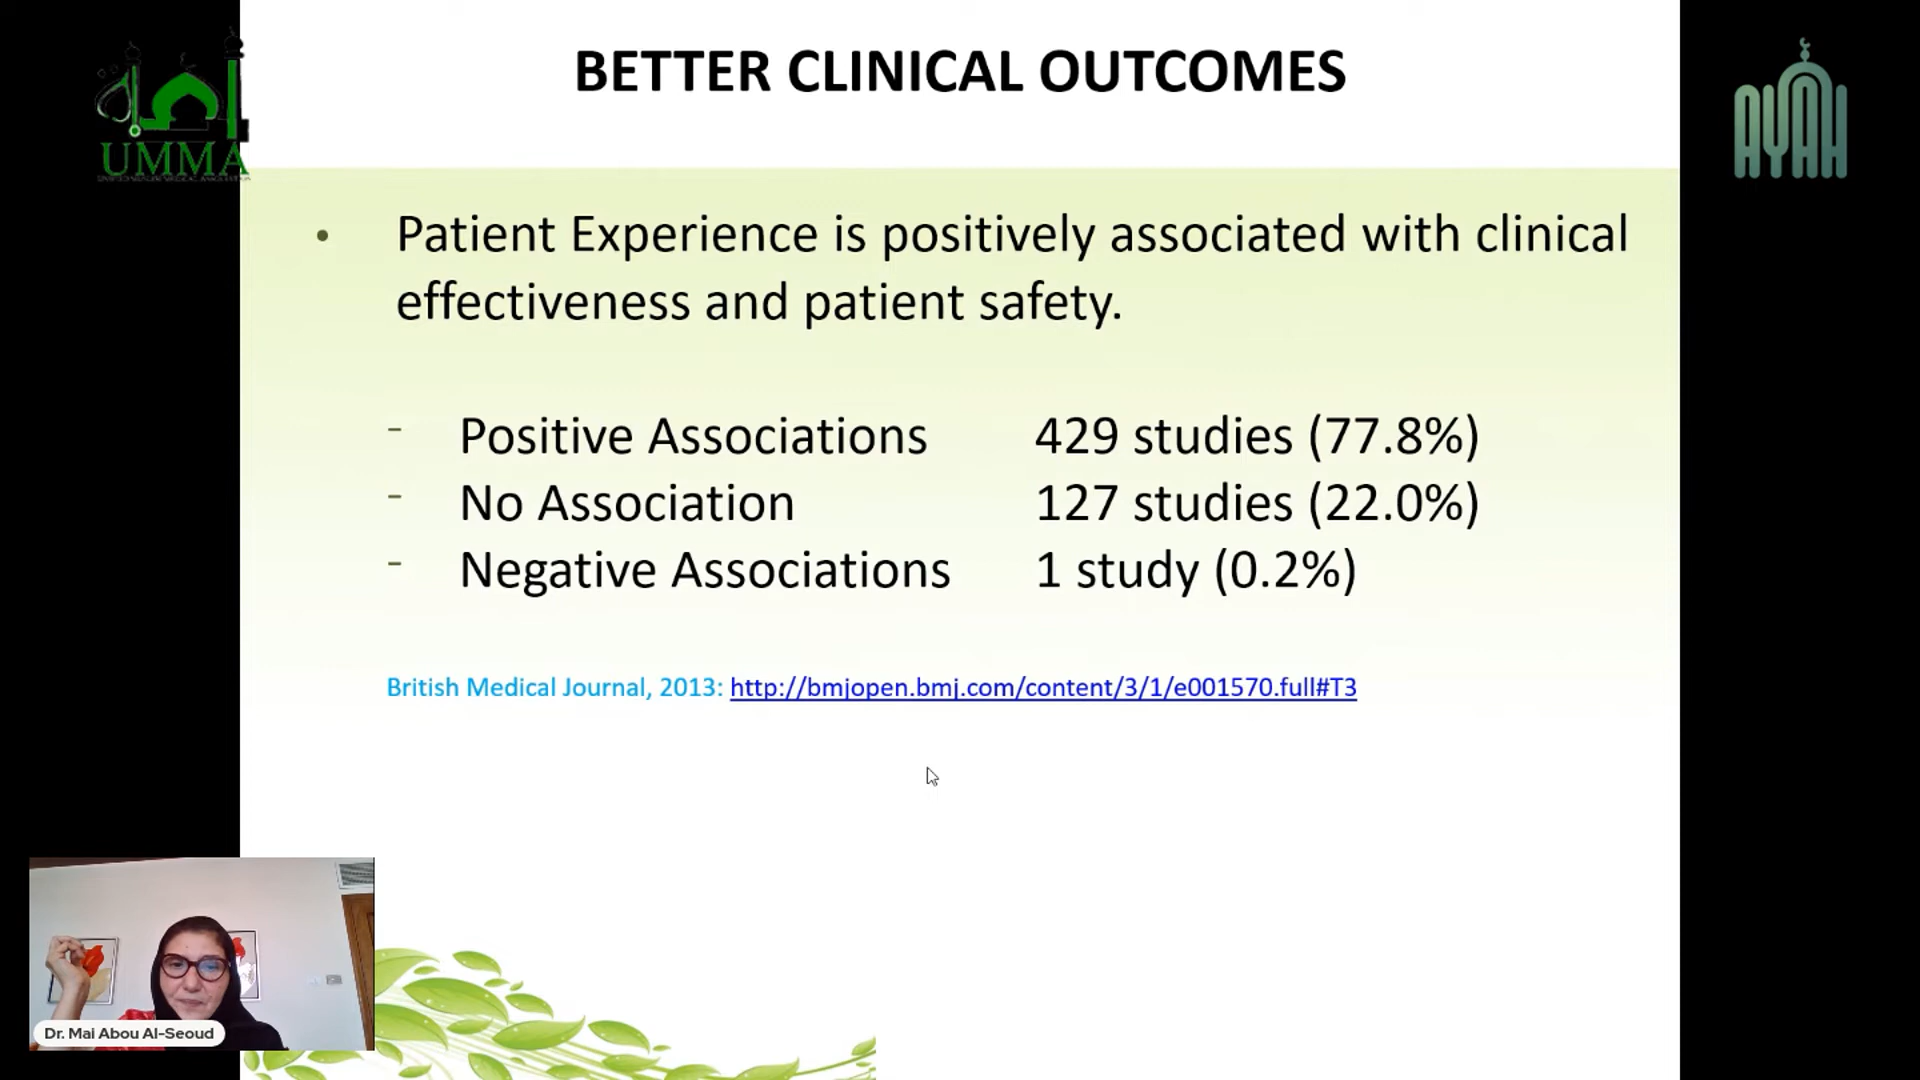 BETTER CLINICAL OUTCOMES
UMMA
AYAH
• Patient Experience is positively associated with clinical
effectiveness and patient safety.
- Positive Associations 429 studies (77.8%)
- No Association 127 studies (22.0%)
- Negative Associations 1 study (0.2%)
British Medical Journal, 2013: http://bmjopen.bmj.com/content/3/1/e001570.full#T3
Dr. Mai Abou Al-Seoud